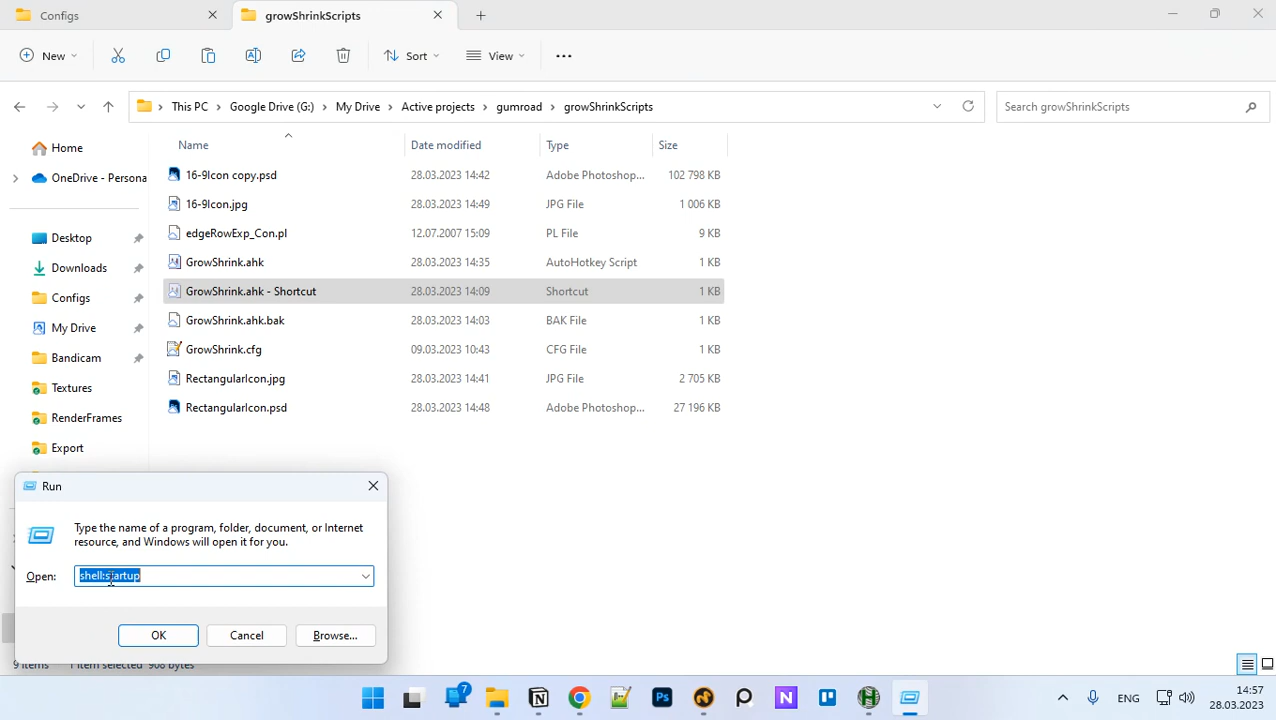 Configs
growShrinkScripts
New
Sort
View
This PC > Google Drive (G:) > My Drive > Active projects > gumroad > growShrinkScripts
Search growShrinkScripts
Name Date modified Type Size
Home
OneDrive - Persona
Desktop
Downloads
Configs
My Drive
Bandicam
Textures
RenderFrames
Export
16-9Icon copy.psd 28.03.2023 14:42 Adobe Photoshop... 102 798 KB
16-9Icon.jpg 28.03.2023 14:49 JPG File 1 006 KB
edgeRowExp_Con.pl 12.07.2007 15:09 PL File 9 KB
GrowShrink.ahk 28.03.2023 14:35 AutoHotkey Script 1 KB
GrowShrink.ahk - Shortcut 28.03.2023 14:09 Shortcut 1 KB
GrowShrink.ahk.bak 28.03.2023 14:03 BAK File 1 KB
GrowShrink.cfg 09.03.2023 10:43 CFG File 1 KB
RectangularIcon.jpg 28.03.2023 14:41 JPG File 2 705 KB
RectangularIcon.psd 28.03.2023 14:48 Adobe Photoshop... 27 196 KB
Run
Type the name of a program, folder, document, or Internet
resource, and Windows will open it for you.
Open: shell:startup
OK Cancel Browse...
9 items 1 item selected 908 bytes
7
Ps
N
ENG
14:57
28.03.2023